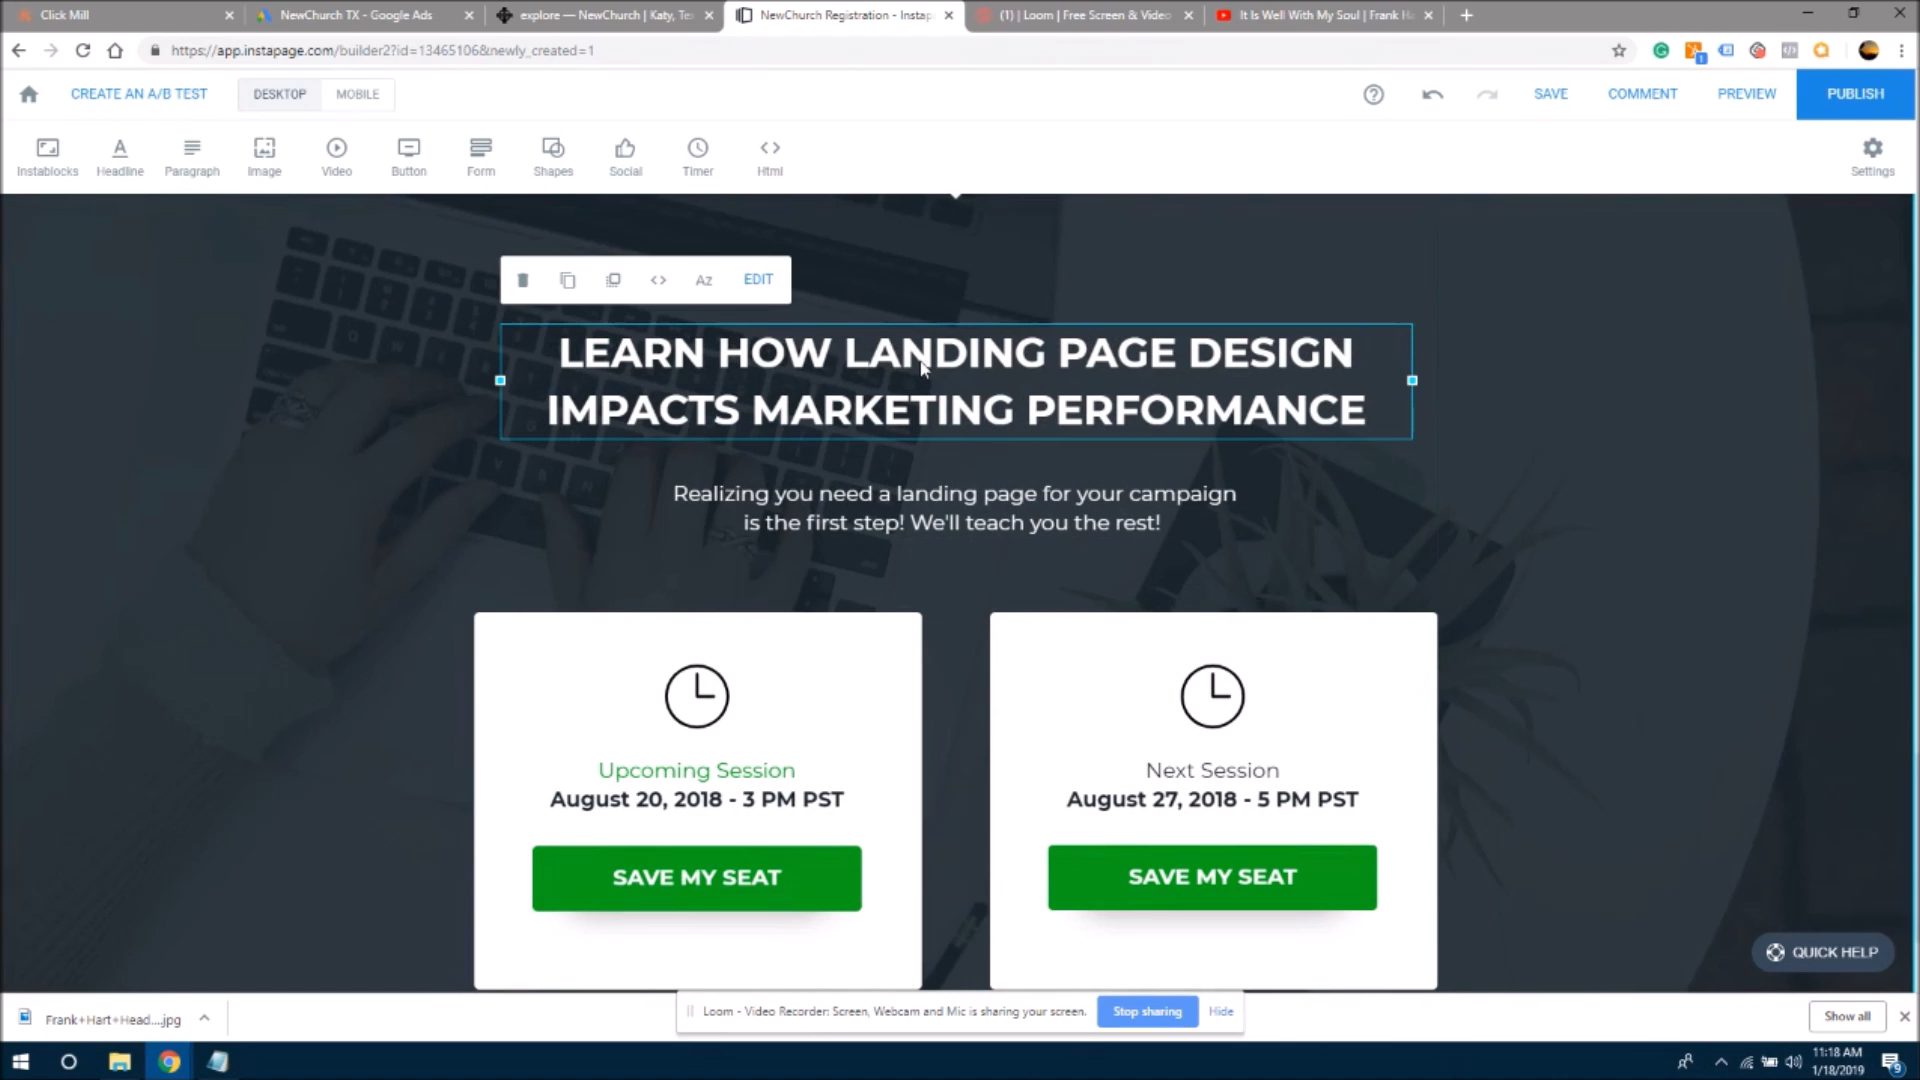 Click Mill
NewChurch TX - Google Ads
explore — NewChurch | Katy, Te
NewChurch Registration - Instap
(1) | Loom | Free Screen & Video
It Is Well With My Soul | Frank Ha
https://app.instapage.com/builder2?id=13465106&newly_created=1
CREATE AN A/B TEST
DESKTOP
MOBILE
SAVE
COMMENT
PREVIEW
PUBLISH
Instablocks
Headline
Paragraph
Image
Video
Button
Form
Shapes
Social
Timer
Html
Settings
AZ
EDIT
LEARN HOW LANDING PAGE DESIGN
IMPACTS MARKETING PERFORMANCE
Realizing you need a landing page for your campaign
is the first step! We'll teach you the rest!
Upcoming Session
August 20, 2018 - 3 PM PST
SAVE MY SEAT
Next Session
August 27, 2018 - 5 PM PST
SAVE MY SEAT
QUICK HELP
Frank+Hart+Head....jpg
Loom - Video Recorder: Screen, Webcam and Mic is sharing your screen.
Stop sharing
Hide
Show all
11:18 AM
1/18/2019